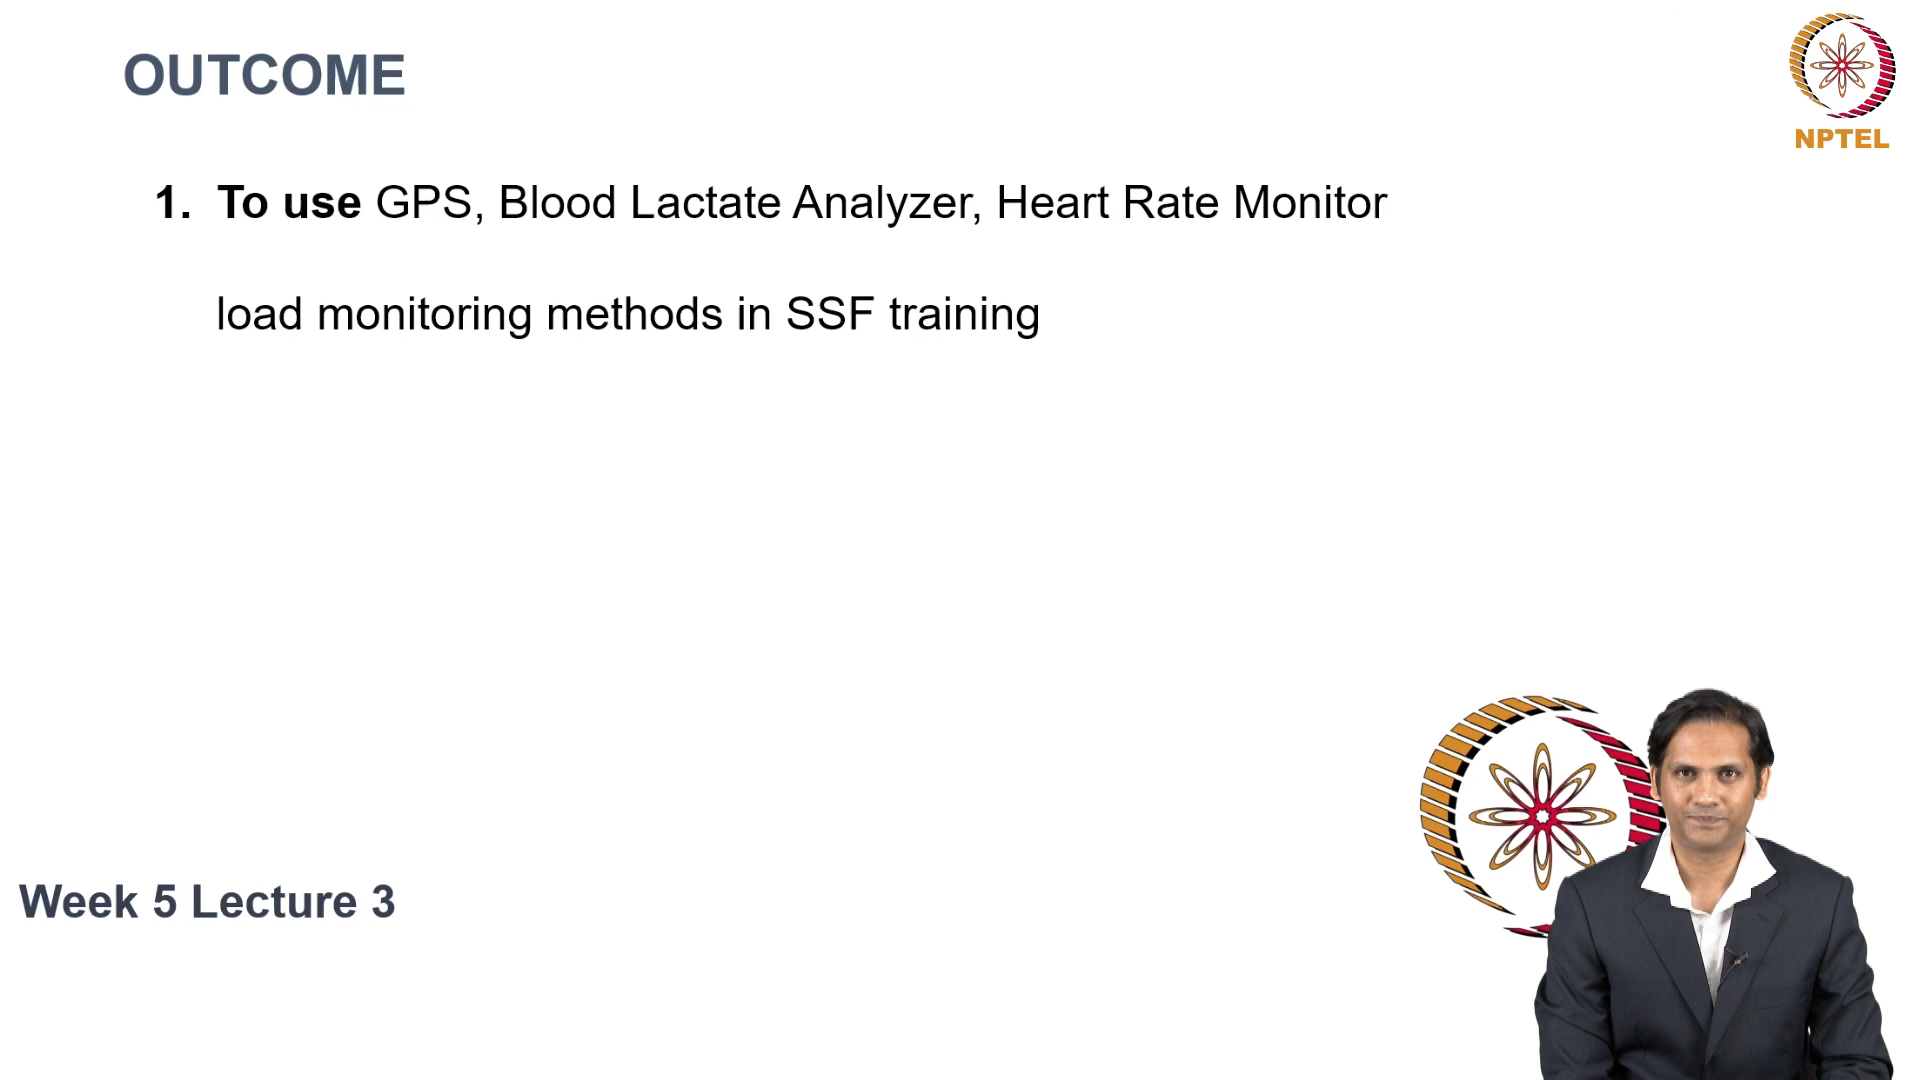 OUTCOME
NPTEL
1. To use GPS, Blood Lactate Analyzer, Heart Rate Monitor
load monitoring methods in SSF training
Week 5 Lecture 3